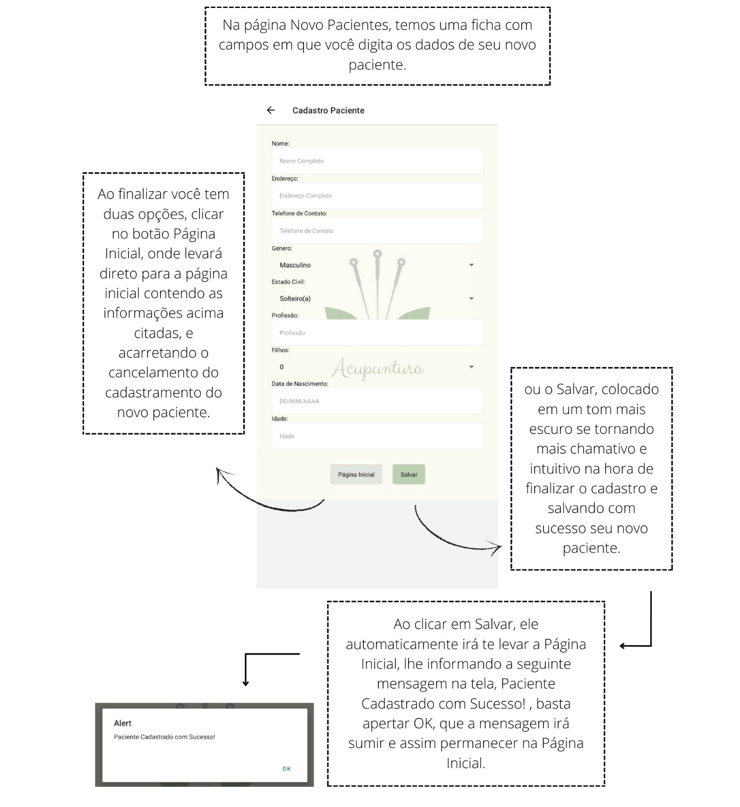 Na página Novo Pacientes, temos uma ficha com
campos em que você digita os dados de seu novo
paciente.
Cadastro Paciente
Nome:
Nome Completo
Endereço:
Endereço Completo
Telefone de Contato:
Telefone de Contato
Genero:
Masculino
Estado Civil:
Solteiro(a)
Profissão:
Profissão
Filhos:
0
Acupuntura
Data de Nascimento:
DD/MM/AAAA
Idade:
Idade
Página Inicial
Salvar
Ao finalizar você tem
duas opções, clicar
no botão Página
Inicial, onde levará
direto para a página
inicial contendo as
informações acima
citadas, e
acarretando o
cancelamento do
cadastramento do
novo paciente.
ou o Salvar, colocado
em um tom mais
escuro se tornando
mais chamativo e
intuitivo na hora de
finalizar o cadastro e
salvando com
sucesso seu novo
paciente.
Ao clicar em Salvar, ele
automaticamente irá te levar a Página
Inicial, lhe informando a seguinte
mensagem na tela, Paciente
Cadastrado com Sucesso! , basta
apertar OK, que a mensagem irá
sumir e assim permanecer na Página
Inicial.
Alert
Paciente Cadastrado com Sucesso!
OK